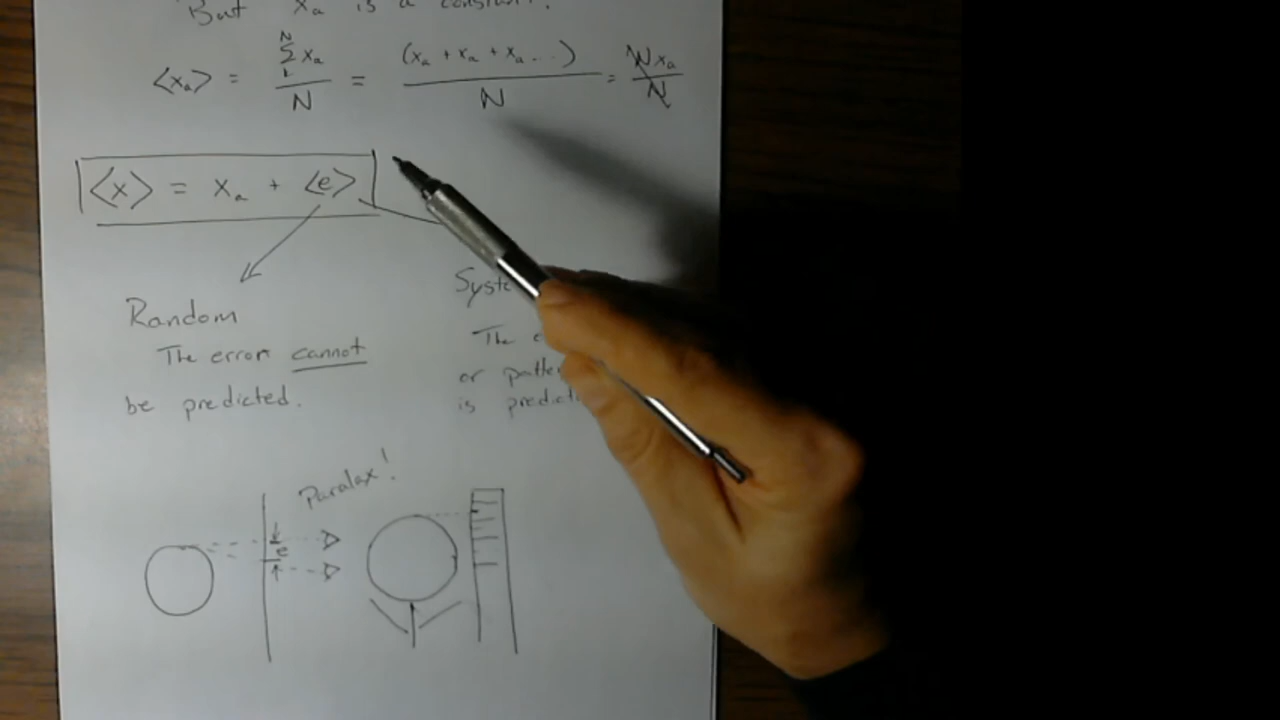 But xₐ is a constant.
<xₐ> = N Σ 1 xₐ / N = (xₐ + xₐ + xₐ ...) / N = N xₐ / N
<x> = xₐ + <e>
Random
The error cannot
be predicted.
Syste
The
or patte
is predict
Paralax!
e